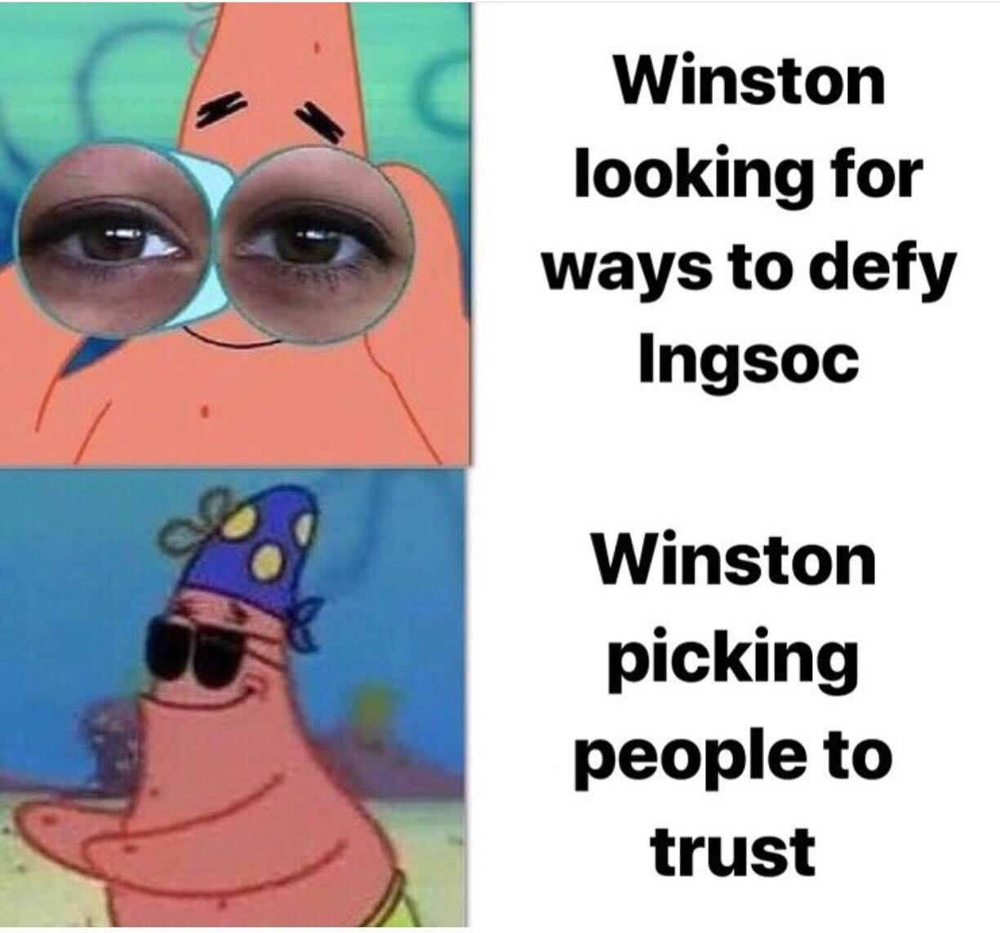 Winston
looking for
ways to defy
Ingsoc
Winston
picking
people to
trust